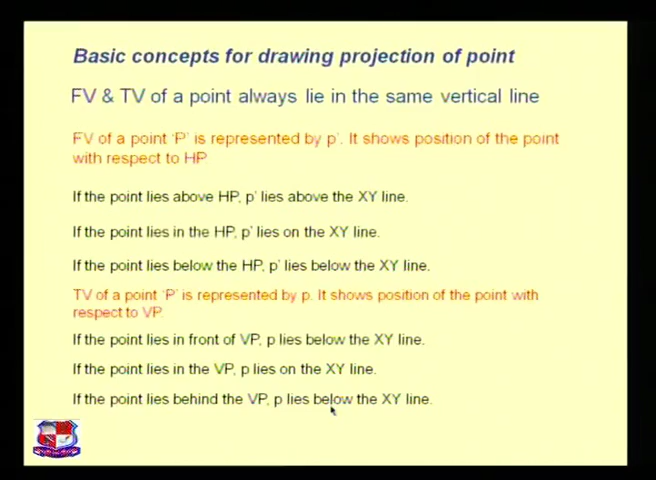 Basic concepts for drawing projection of point
FV & TV of a point always lie in the same vertical line
FV of a point ‘P’ is represented by p’. It shows position of the point
with respect to HP
If the point lies above HP, p’ lies above the XY line.
If the point lies in the HP, p’ lies on the XY line.
If the point lies below the HP, p’ lies below the XY line.
TV of a point ‘P’ is represented by p. It shows position of the point with
respect to VP.
If the point lies in front of VP, p lies below the XY line.
If the point lies in the VP, p lies on the XY line.
If the point lies behind the VP, p lies below the XY line.